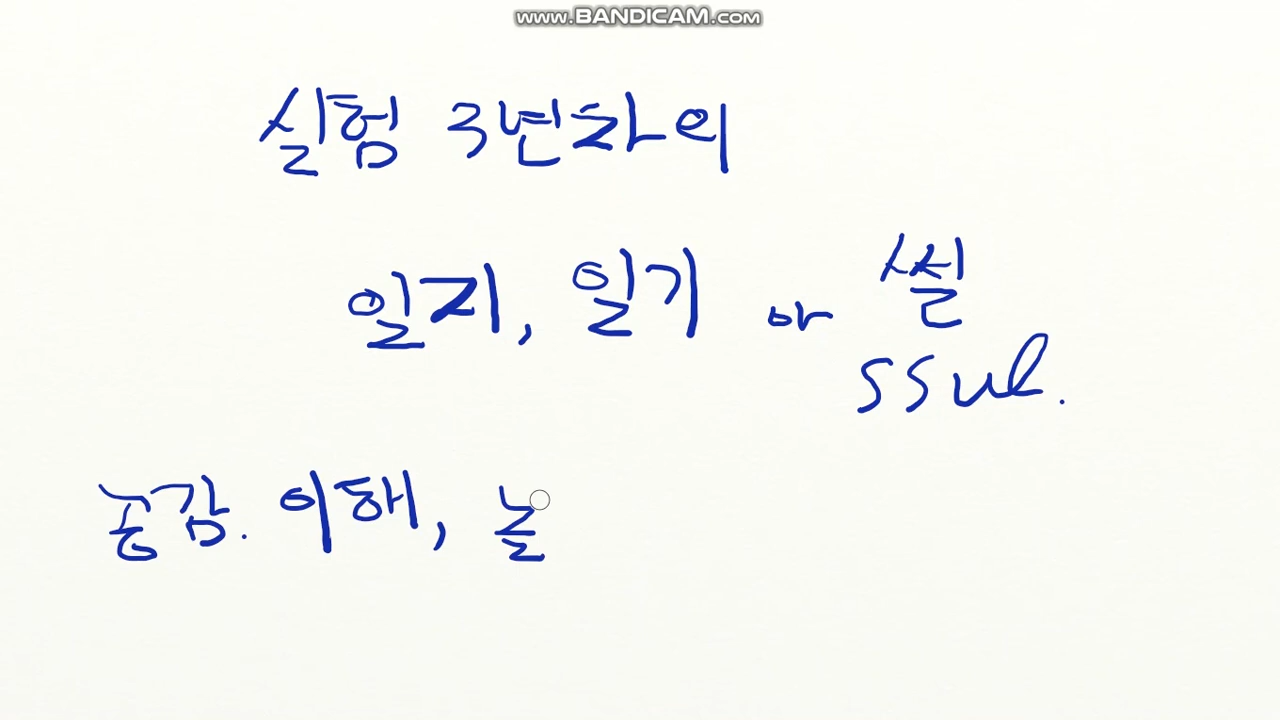 www.BANDICAM.com
실험 3년차의
일지, 일기 or 썰
ssul.
공감. 이해, 놀